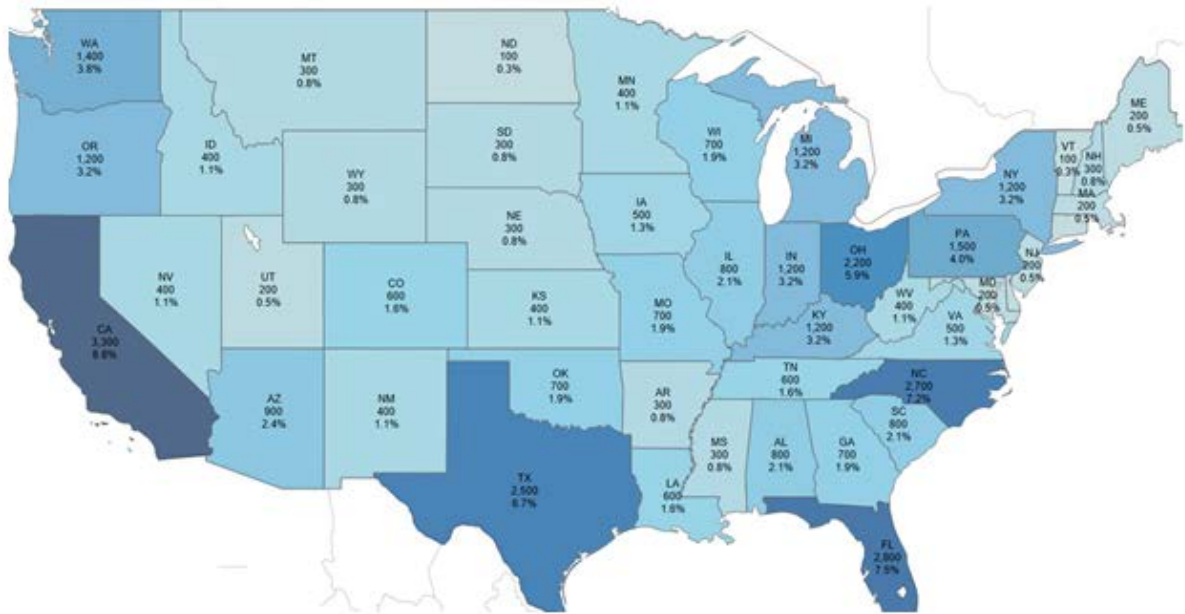 WA
1,400
3.8%
MT
300
0.8%
ND
100
0.3%
MN
400
1.1%
ME
200
0.5%
OR
1,200
3.2%
ID
400
1.1%
SD
300
0.8%
WI
700
1.9%
MI
1,200
3.2%
VT
100
0.3%
NH
300
0.8%
NY
1,200
3.2%
MA
200
0.5%
WY
300
0.8%
IA
500
1.3%
NE
300
0.8%
PA
1,500
4.0%
NJ
200
0.5%
NV
400
1.1%
UT
200
0.5%
CO
600
1.6%
IL
800
2.1%
IN
1,200
3.2%
OH
2,200
5.9%
MD
200
0.5%
WV
400
1.1%
KS
400
1.1%
MO
700
1.9%
KY
1,200
3.2%
VA
500
1.3%
CA
3,300
8.8%
TN
600
1.6%
NC
2,700
7.2%
OK
700
1.9%
AZ
900
2.4%
NM
400
1.1%
AR
300
0.8%
SC
800
2.1%
MS
300
0.8%
AL
800
2.1%
GA
700
1.9%
TX
2,500
6.7%
LA
600
1.6%
FL
2,800
7.5%